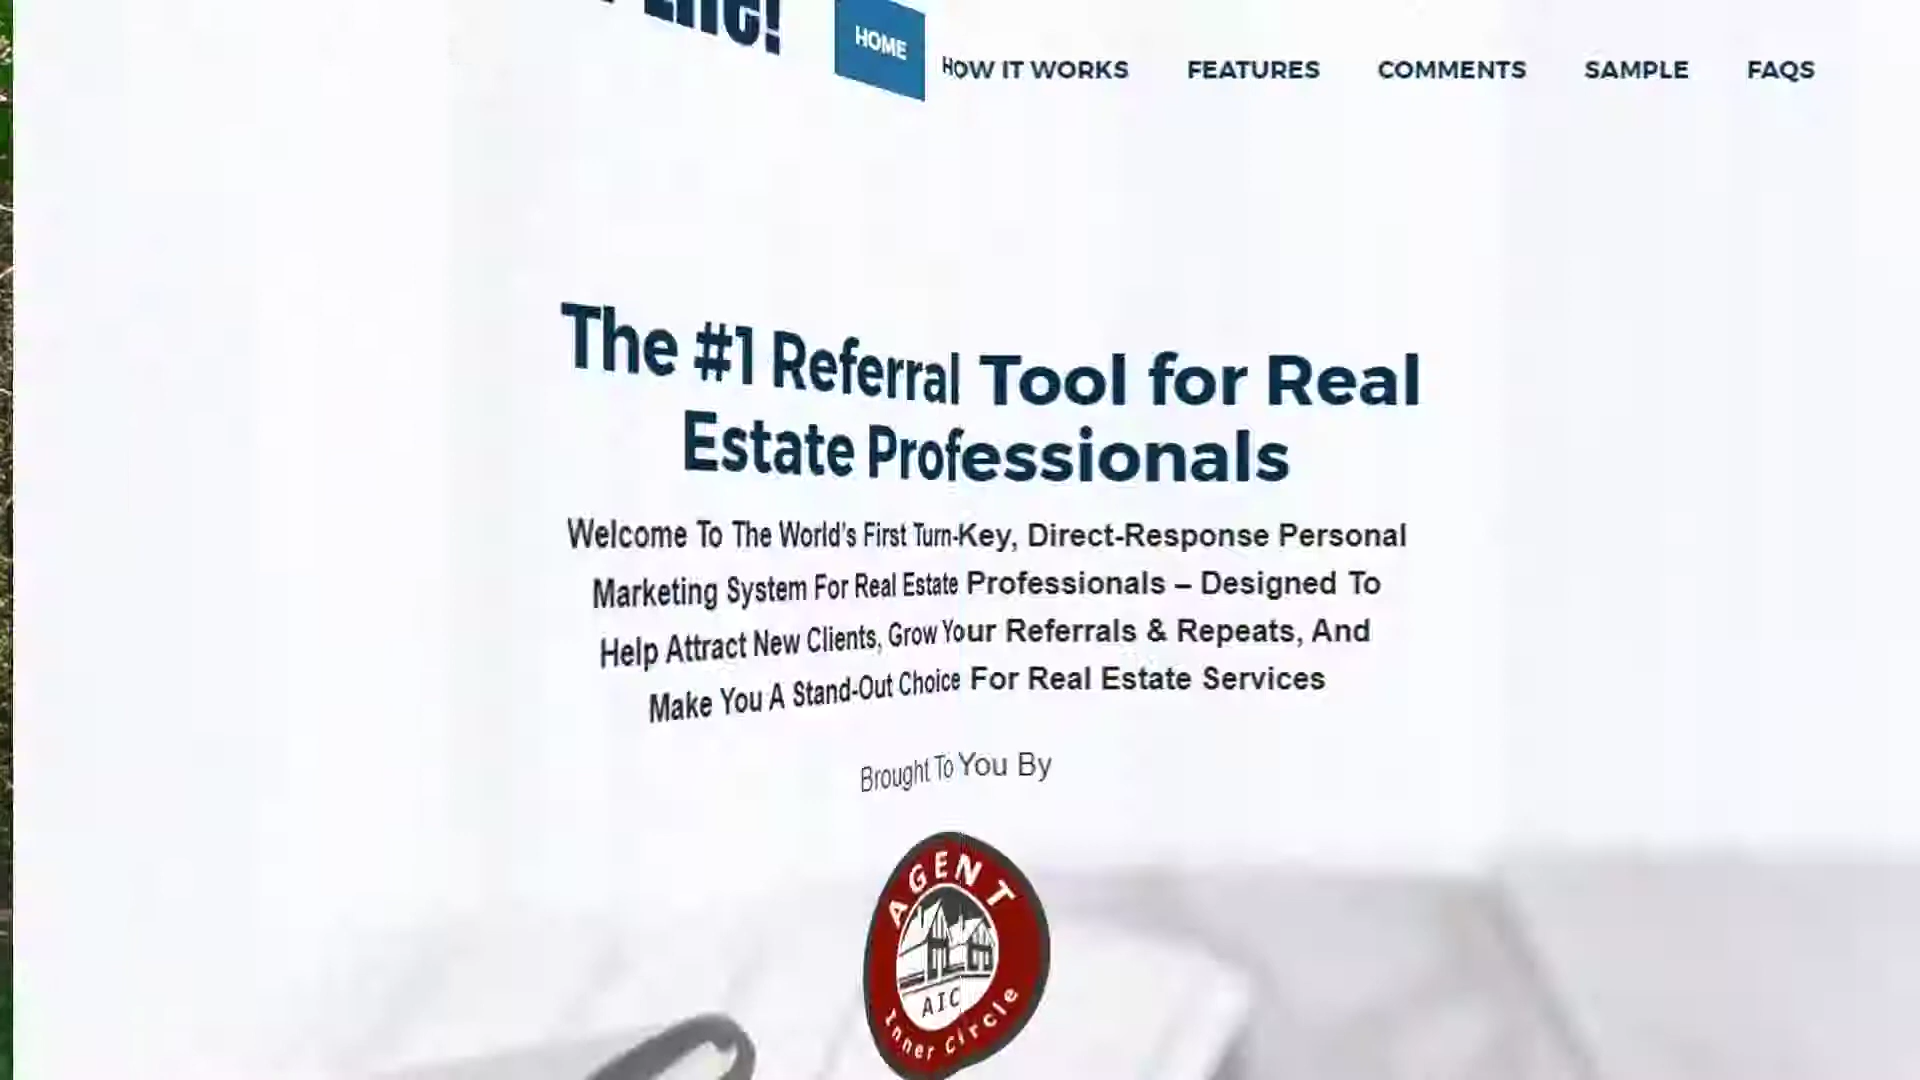 HOME
HOW IT WORKS
FEATURES
COMMENTS
SAMPLE
FAQS
The #1 Referral Tool for Real
Estate Professionals
Welcome To The World's First Turn-Key, Direct-Response Personal
Marketing System For Real Estate Professionals – Designed To
Help Attract New Clients, Grow Your Referrals & Repeats, And
Make You A Stand-Out Choice For Real Estate Services
Brought To You By
AGENT
AIC
Inner Circle